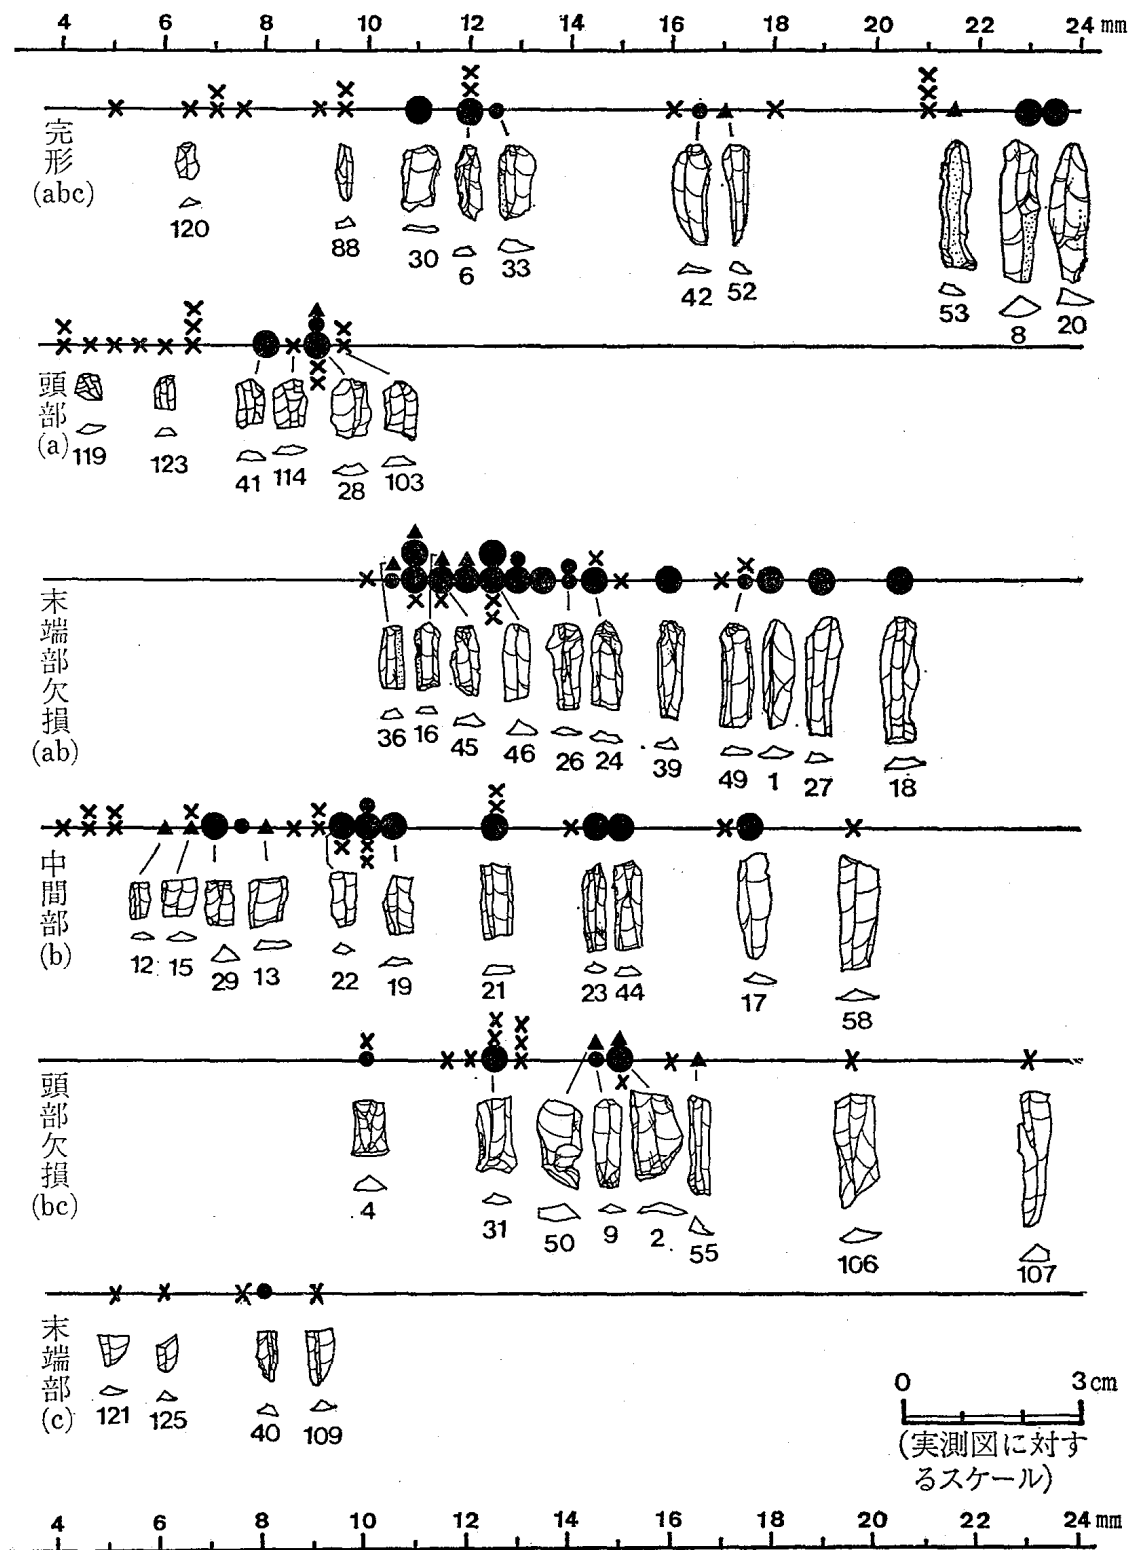 4 6 8 10 12 14 16 18 20 22 24 mm
完形
(abc)
120 88 30 6 33 42 52 53 8 20
頭部
(a)
119 123 41 114 28 103
末端部欠損
(ab)
36 16 45 46 26 24 39 49 1 27 18
中間部
(b)
12 15 29 13 22 19 21 23 44 17 58
頭部欠損
(bc)
4 31 50 9 2 55 106 107
末端部
(c)
121 125 40 109
0 3 cm
(実測図に対す
るスケール)
4 6 8 10 12 14 16 18 20 22 24 mm